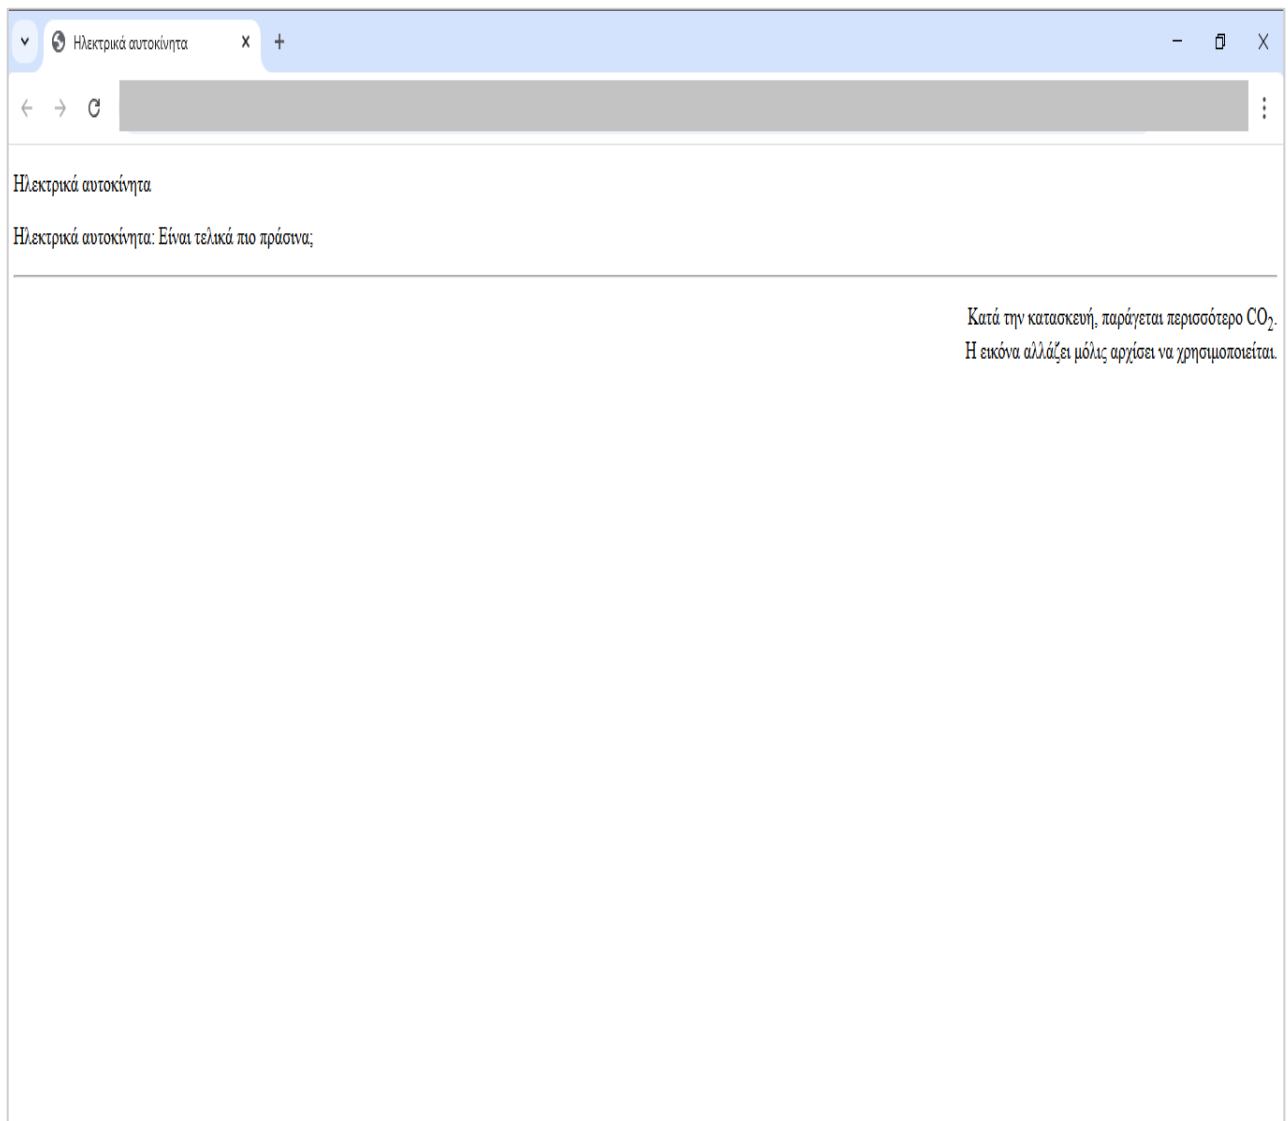 Ηλεκτρικά αυτοκίνητα
Ηλεκτρικά αυτοκίνητα
Ηλεκτρικά αυτοκίνητα: Είναι τελικά πιο πράσινα;
Κατά την κατασκευή, παράγεται περισσότερο CO₂.
Η εικόνα αλλάζει μόλις αρχίσει να χρησιμοποιείται.